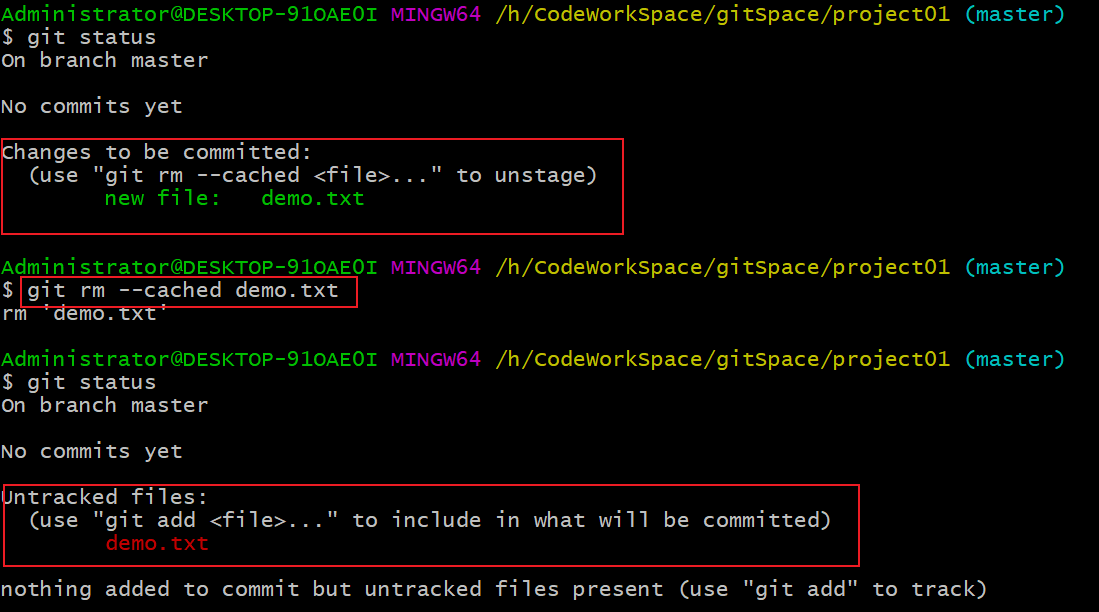 Administrator@DESKTOP-91OAE0I MINGW64 /h/CodeWorkSpace/gitSpace/project01 (master)
$ git status
On branch master
No commits yet
Changes to be committed:
(use "git rm --cached <file>..." to unstage)
new file: demo.txt
Administrator@DESKTOP-91OAE0I MINGW64 /h/CodeWorkSpace/gitSpace/project01 (master)
$ git rm --cached demo.txt
rm 'demo.txt'
Administrator@DESKTOP-91OAE0I MINGW64 /h/CodeWorkSpace/gitSpace/project01 (master)
$ git status
On branch master
No commits yet
Untracked files:
(use "git add <file>..." to include in what will be committed)
demo.txt
nothing added to commit but untracked files present (use "git add" to track)